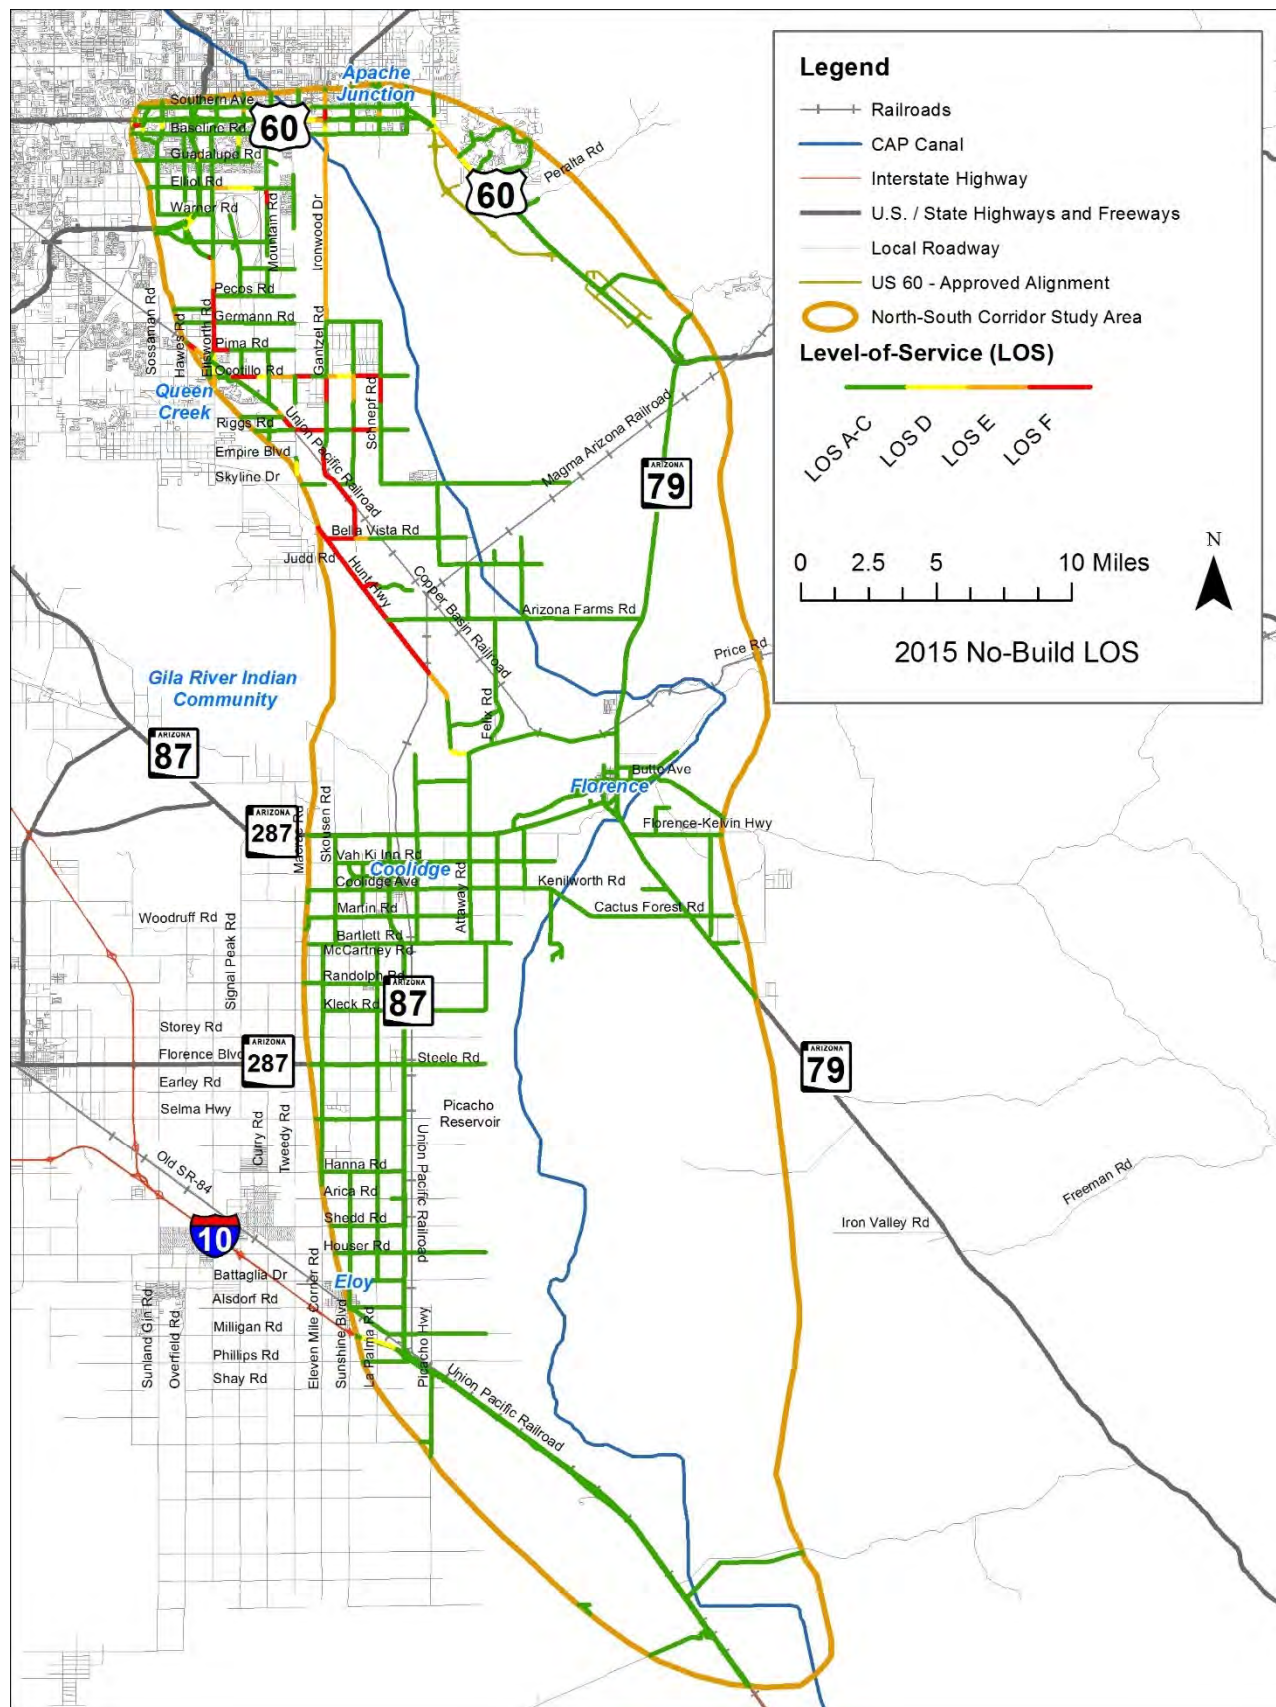 Legend
Railroads
CAP Canal
Interstate Highway
U.S. / State Highways and Freeways
Local Roadway
US 60 - Approved Alignment
North-South Corridor Study Area
Level-of-Service (LOS)
LOS A-C
LOS D
LOS E
LOS F
0 2.5 5 10 Miles
N
2015 No-Build LOS
Apache
Junction
Southern Ave
Baseline Rd
60
Guadalupe Rd
Elliot Rd
Warner Rd
60
Peralta Rd
Mountain Rd
Ironwood Dr
Sossaman Rd
Hawes Rd
Ellsworth Rd
Pecos Rd
Germann Rd
Gantzel Rd
Pima Rd
Ocotillo Rd
Queen
Creek
Schnepf Rd
Riggs Rd
Union Pacific Railroad
Magma Arizona Railroad
Empire Blvd
Skyline Dr
ARIZONA
79
Bella Vista Rd
Judd Rd
Hunt Hwy
Copper Basin Railroad
Arizona Farms Rd
Price Rd
Gila River Indian
Community
Felix Rd
ARIZONA
87
Butte Ave
Florence
ARIZONA
287
Macrae Rd
Skousen Rd
Florence-Kelvin Hwy
Vah Ki Inn Rd
Coolidge
Coolidge Ave
Attaway Rd
Kenilworth Rd
Martin Rd
Cactus Forest Rd
Woodruff Rd
Signal Peak Rd
Bartlett Rd
McCartney Rd
Randolph Rd
ARIZONA
87
Kleck Rd
Storey Rd
Florence Blvd
ARIZONA
287
Steele Rd
ARIZONA
79
Earley Rd
Selma Hwy
Picacho
Reservoir
Curry Rd
Tweedy Rd
Union Pacific Railroad
Old SR-84
Hanna Rd
Arica Rd
Shedd Rd
Houser Rd
Freeman Rd
Iron Valley Rd
10
Battaglia Dr
Eloy
Alsdorf Rd
Milligan Rd
Phillips Rd
Shay Rd
Sunland Gin Rd
Overfield Rd
Eleven Mile Corner Rd
Sunshine Blvd
La Palma Rd
Picacho Hwy
Union Pacific Railroad